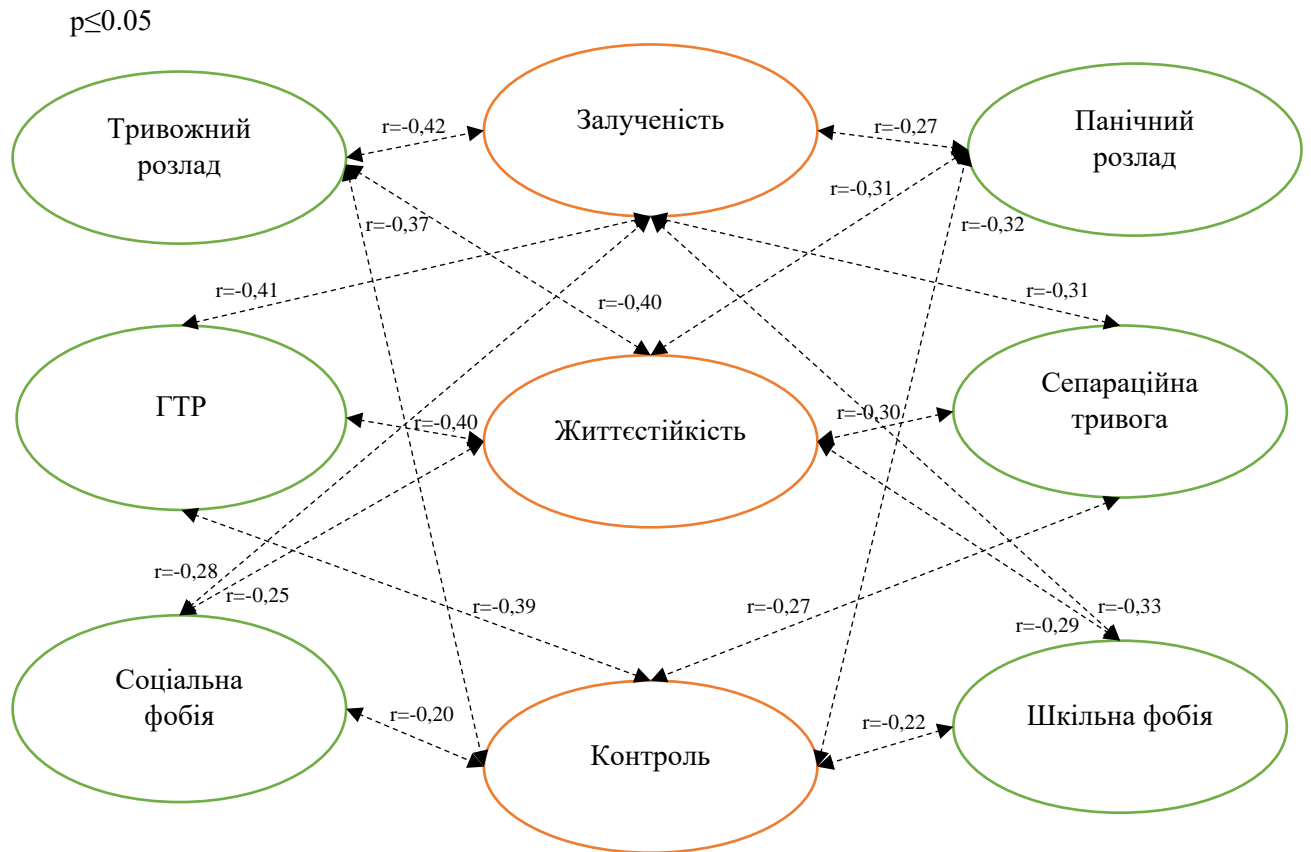 p≤0.05
Тривожний
розлад
r=-0,42
Залученість
r=-0,27
Панічний
розлад
r=-0,37
r=-0,31
r=-0,32
r=-0,41
r=-0,40
r=-0,31
ГТР
r=-0,40
Життєстійкість
r=-0,30
Сепараційна
тривога
r=-0,28
r=-0,25
r=-0,39
r=-0,27
r=-0,33
r=-0,29
Соціальна
фобія
r=-0,20
Контроль
r=-0,22
Шкільна фобія